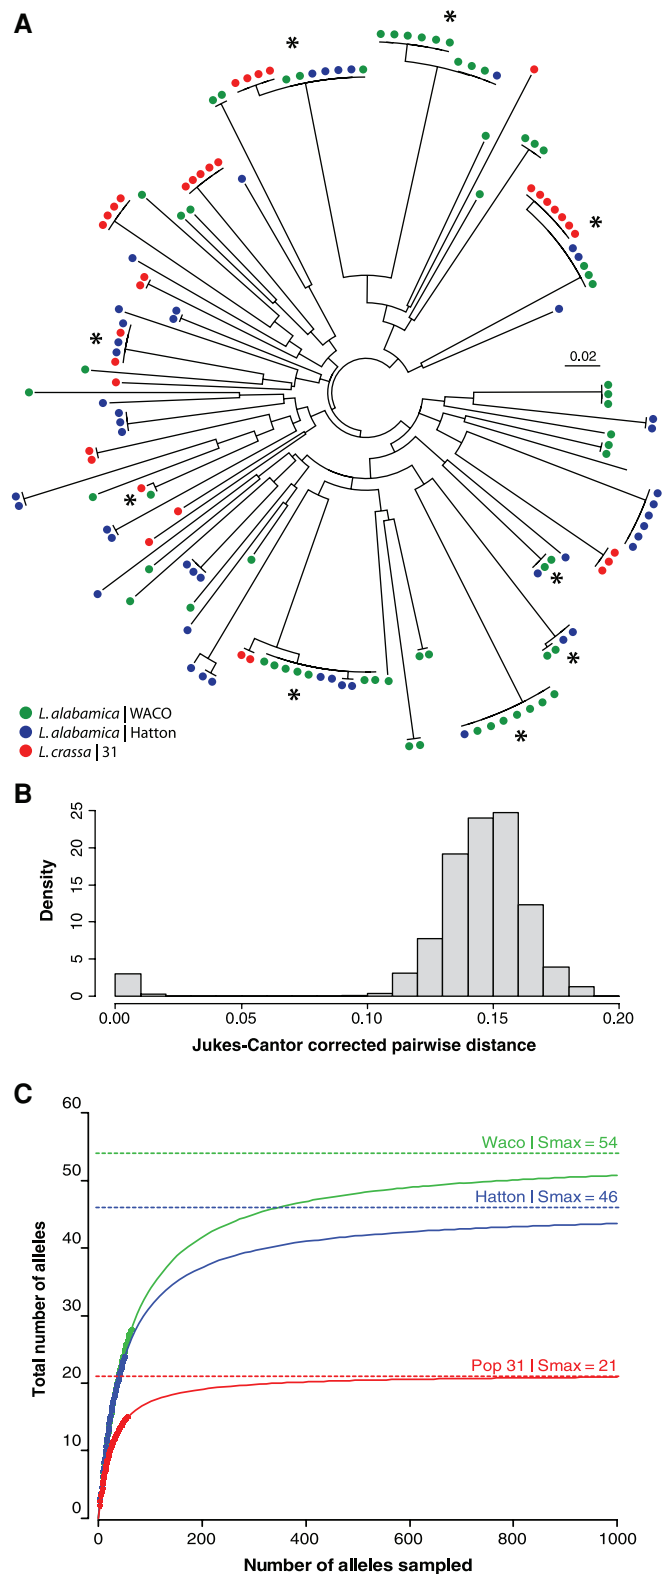 A
*
*
*
*
0.02
*
*
*
*
*
L. alabamica | WACO
L. alabamica | Hatton
L. crassa | 31
B
25
20
15
10
5
0
Density
0.00 0.05 0.10 0.15 0.20
Jukes-Cantor corrected pairwise distance
C
60
50
40
30
20
10
0
Total number of alleles
Waco | Smax = 54
Hatton | Smax = 46
Pop 31 | Smax = 21
0 200 400 600 800 1000
Number of alleles sampled